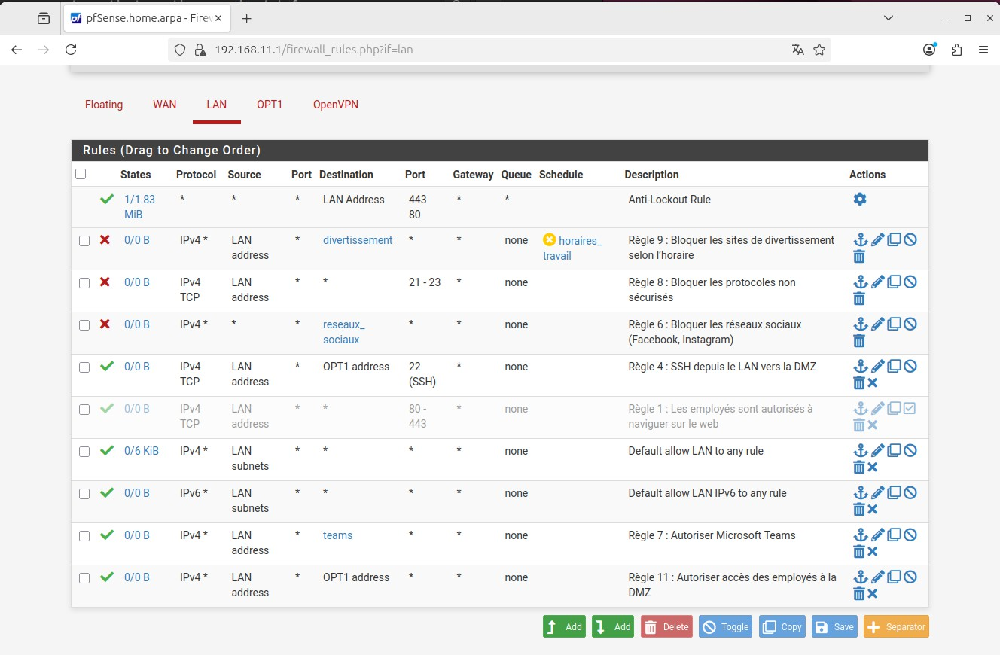 pfSense.home.arpa - Fire
192.168.11.1/firewall_rules.php?if=lan
Floating WAN LAN OPT1 OpenVPN
Rules (Drag to Change Order)
States Protocol Source Port Destination Port Gateway Queue Schedule Description Actions
1/1.83 * * * LAN Address 443 * * Anti-Lockout Rule
MiB 80
0/0 B IPv4 * LAN * divertissement * * none horaires_ Règle 9 : Bloquer les sites de divertissement
address travail selon l’horaire
0/0 B IPv4 LAN * * 21 - 23 * none Règle 8 : Bloquer les protocoles non
TCP address sécurisés
0/0 B IPv4 * * * reseaux_ * * none Règle 6 : Bloquer les réseaux sociaux
sociaux (Facebook, Instagram)
0/0 B IPv4 LAN * OPT1 address 22 * none Règle 4 : SSH depuis le LAN vers la DMZ
TCP address (SSH)
0/0 B IPv4 LAN * * 80 - * none Règle 1 : Les employés sont autorisés à
TCP address 443 naviguer sur le web
0/6 KiB IPv4 * LAN * * * * none Default allow LAN to any rule
subnets
0/0 B IPv6 * LAN * * * * none Default allow LAN IPv6 to any rule
subnets
0/0 B IPv4 * LAN * teams * * none Règle 7 : Autoriser Microsoft Teams
address
0/0 B IPv4 * LAN * OPT1 address * * none Règle 11 : Autoriser accès des employés à la
address DMZ
Add Add Delete Toggle Copy Save Separator